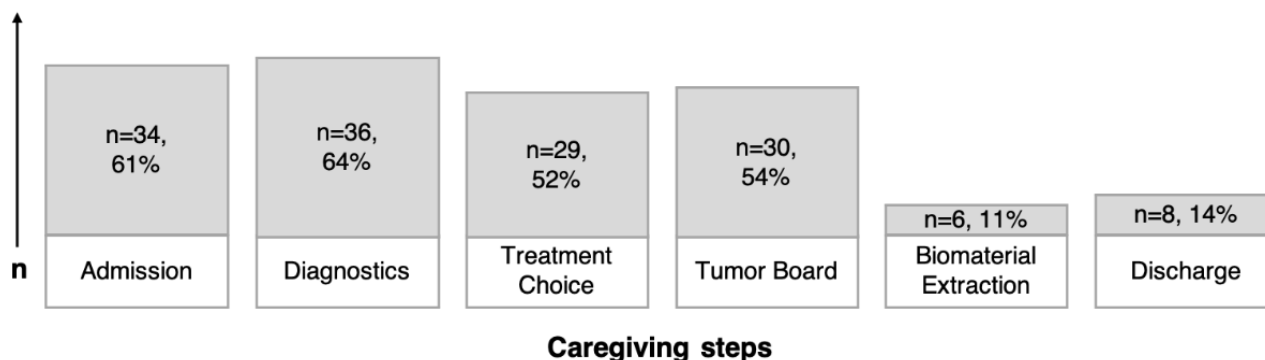 n=34,
61%
n=36,
64%
n=29,
52%
n=30,
54%
n=6, 11%
n=8, 14%
n
Admission
Diagnostics
Treatment
Choice
Tumor Board
Biomaterial
Extraction
Discharge
Caregiving steps